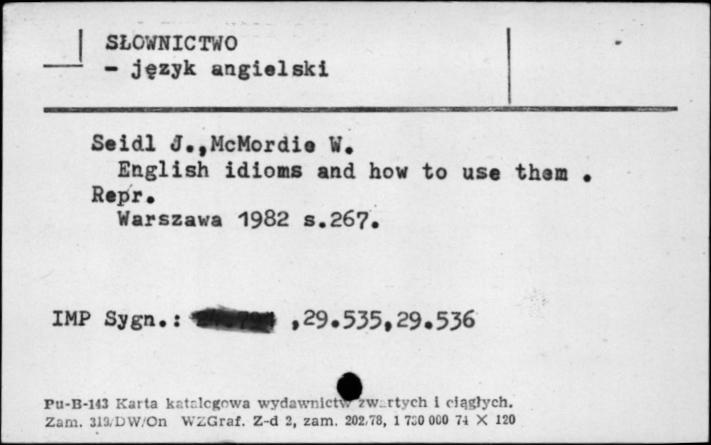 SŁOWNICTWO
- język angielski
Seidl J.,McMordie W.
English idioms and how to use them .
Repr.
Warszawa 1982 s.267.
IMP Sygn.: ,29.535,29.536
Pu-B-143 Karta katalogowa wydawnictw zwartych i ciągłych.
Zam. 313/DW/On WZGraf. Z-d 2, zam. 202/78, 1 730 000 74 X 120